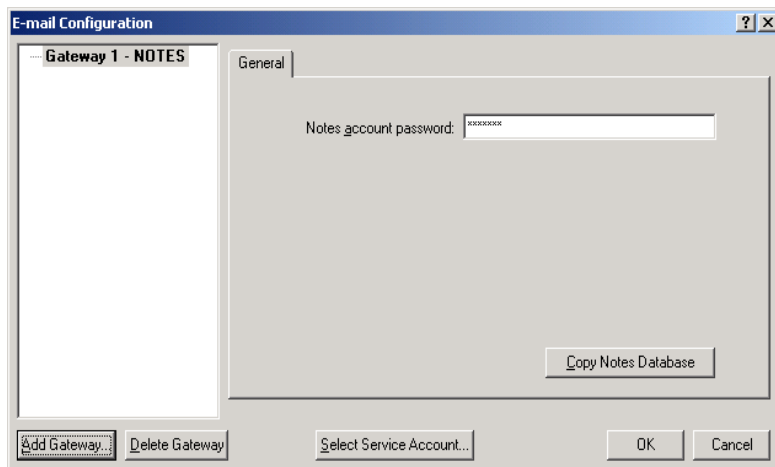 E-mail Configuration
Gateway 1 - NOTES
General
Notes account password: xxxxxxx
Copy Notes Database
Add Gateway... Delete Gateway Select Service Account... OK Cancel